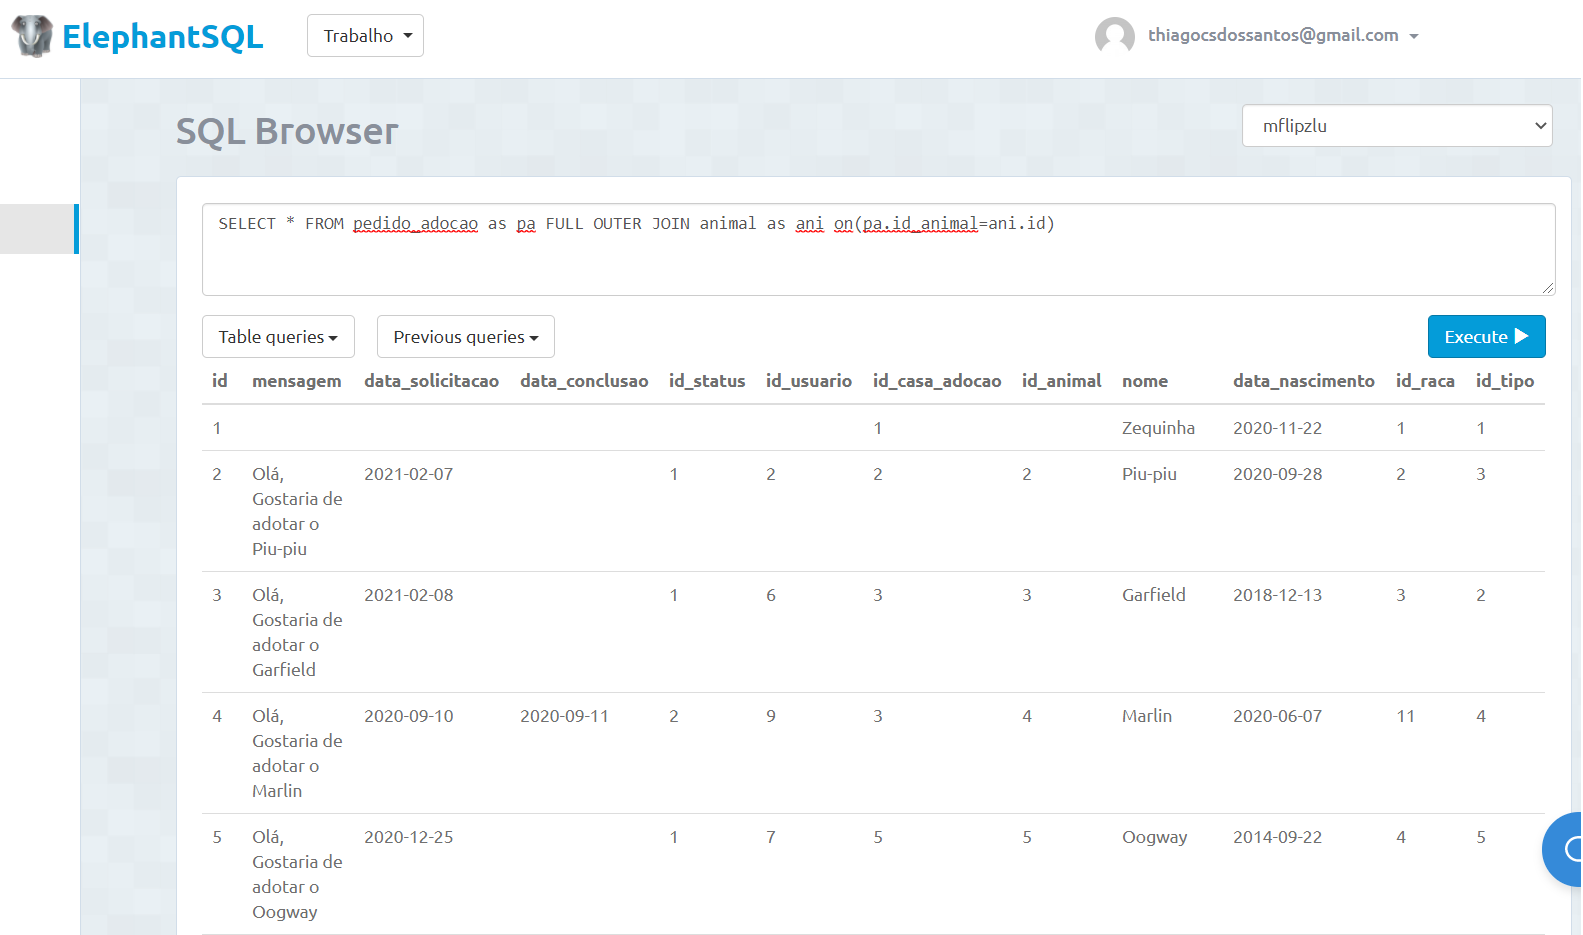 ElephantSQL
Trabalho
thiagocsdossantos@gmail.com
SQL Browser
mflipzlu
SELECT * FROM pedido_adocao as pa FULL OUTER JOIN animal as ani on(pa.id_animal=ani.id)
Table queries
Previous queries
Execute
id mensagem data_solicitacao data_conclusao id_status id_usuario id_casa_adocao id_animal nome data_nascimento id_raca id_tipo
1 1 Zequinha 2020-11-22 1 1
2 Olá, 2021-02-07 1 2 2 2 Piu-piu 2020-09-28 2 3
Gostaria de
adotar o
Piu-piu
3 Olá, 2021-02-08 1 6 3 3 Garfield 2018-12-13 3 2
Gostaria de
adotar o
Garfield
4 Olá, 2020-09-10 2020-09-11 2 9 3 4 Marlin 2020-06-07 11 4
Gostaria de
adotar o
Marlin
5 Olá, 2020-12-25 1 7 5 5 Oogway 2014-09-22 4 5
Gostaria de
adotar o
Oogway